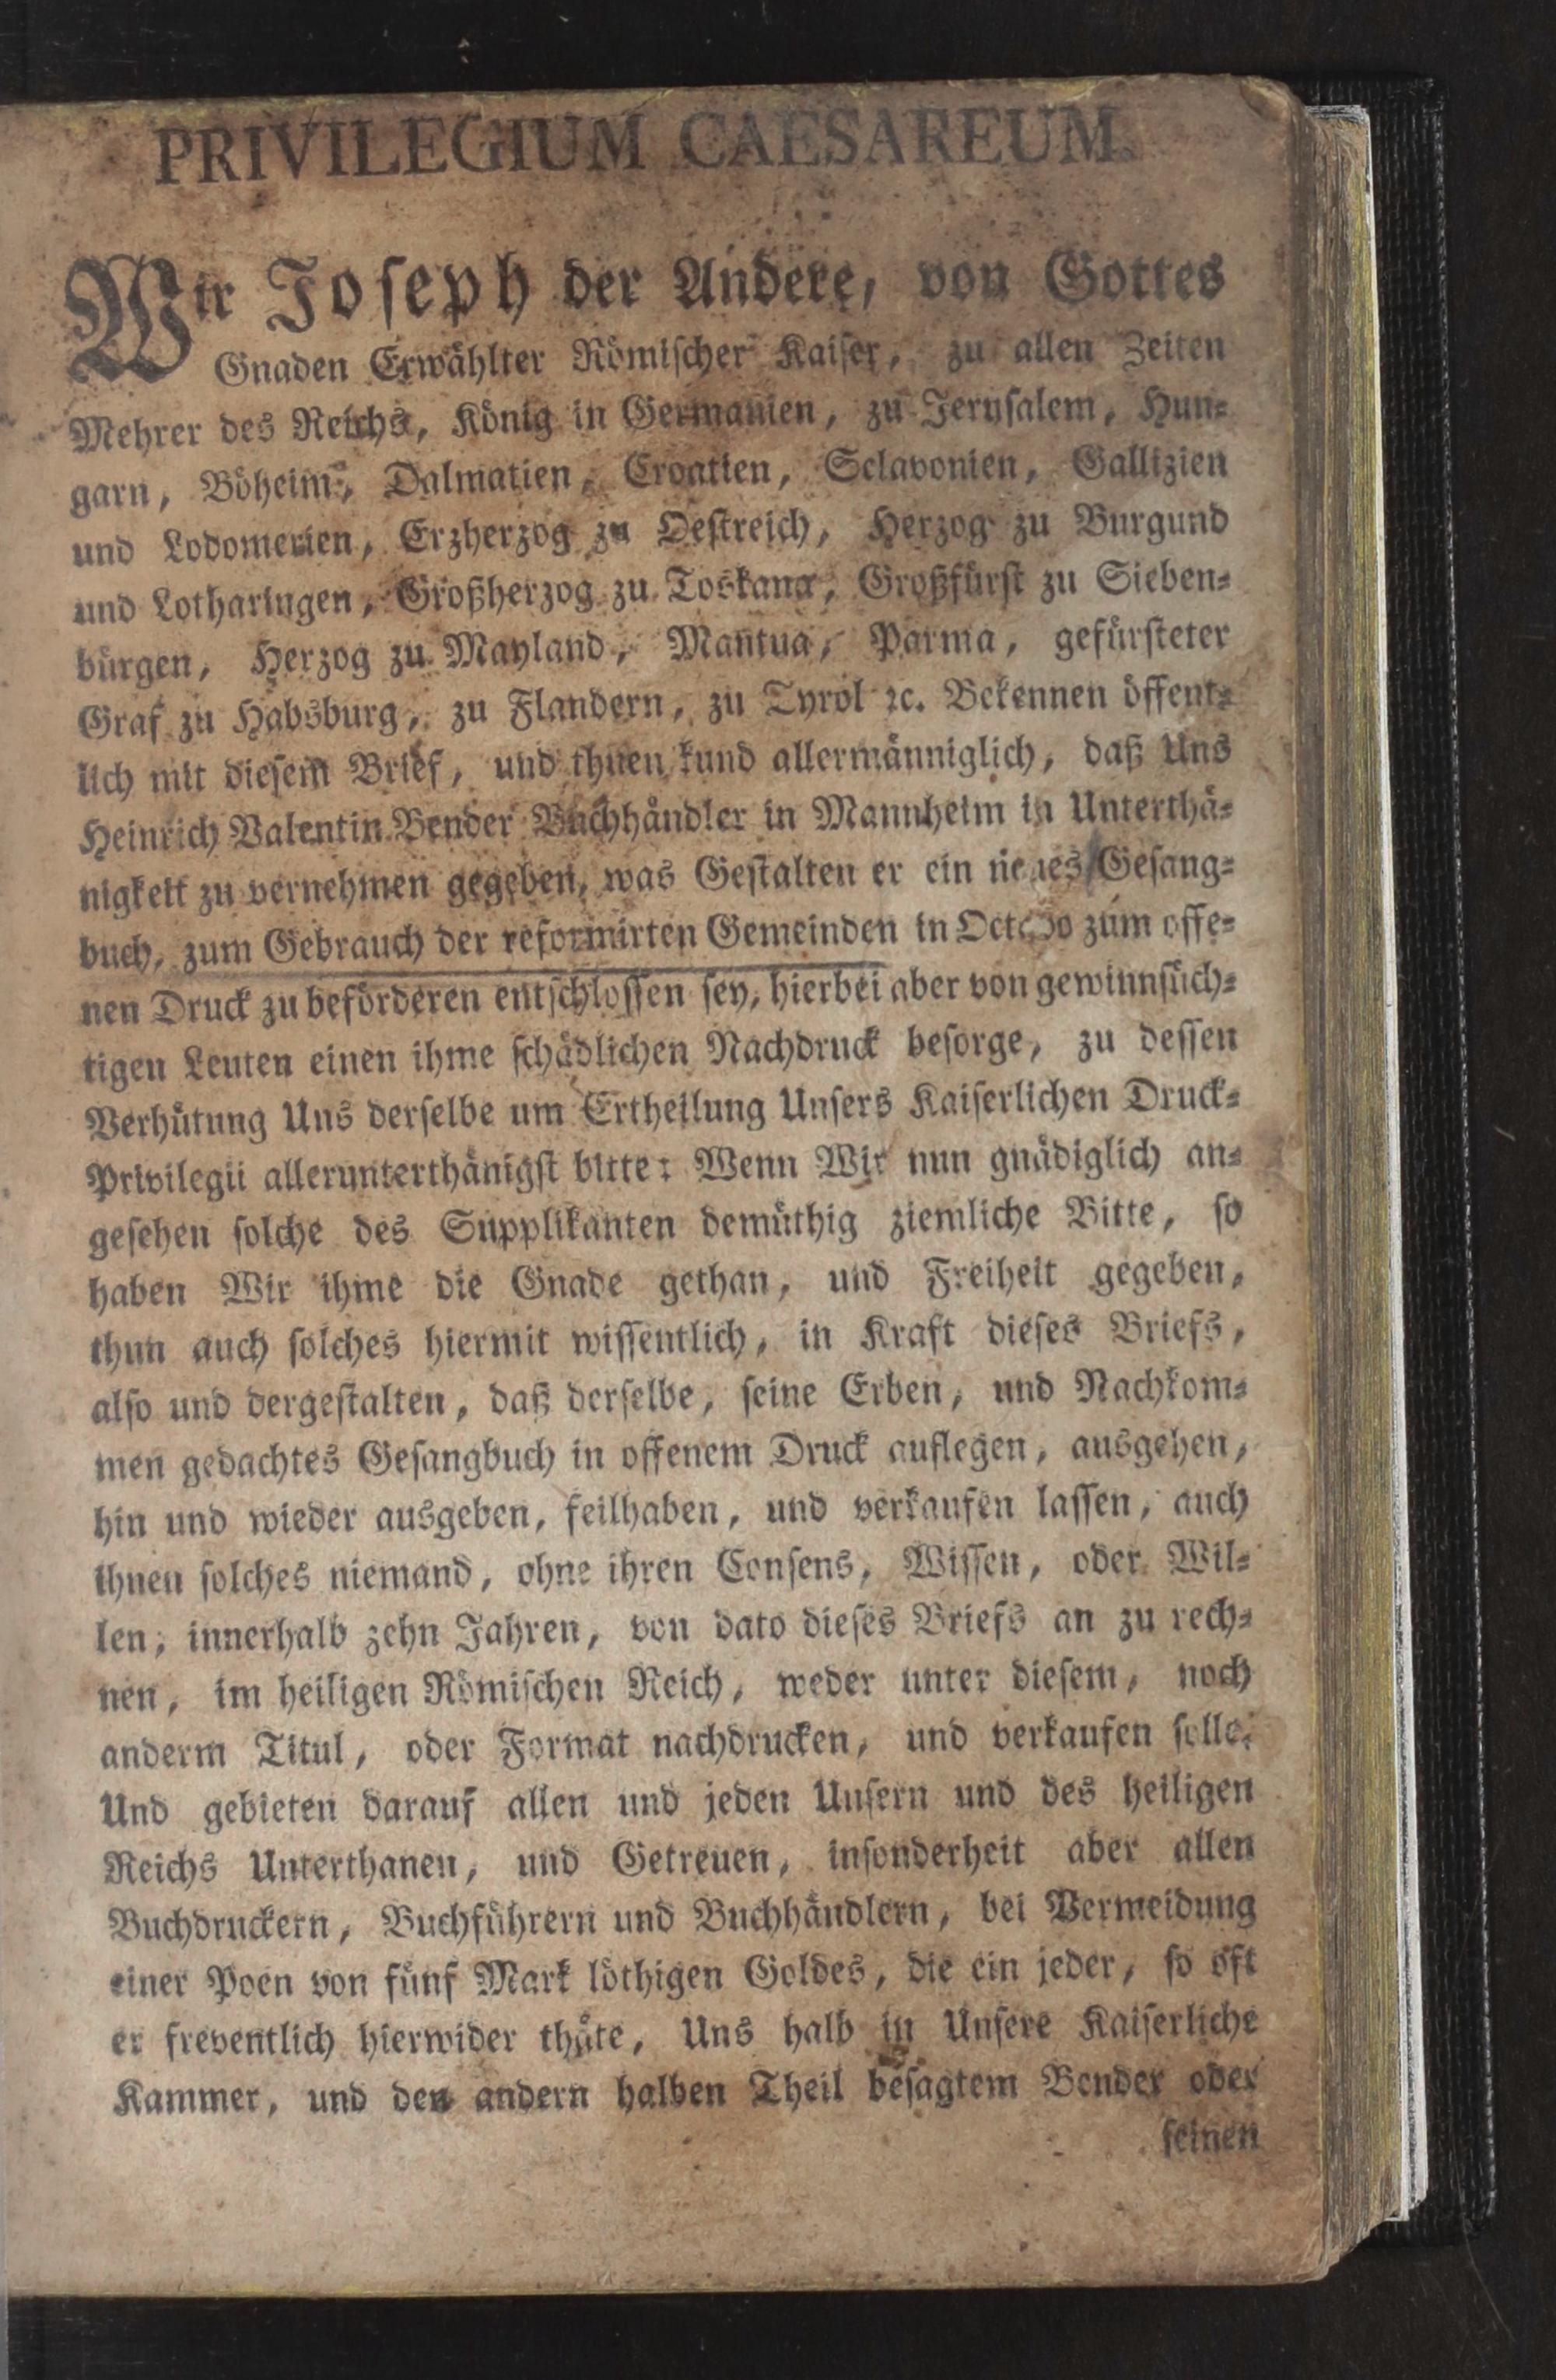 PRIVILEGIUM CAESAREUM.
Wir Joseph der Andere, von Gottes
Gnaden Erwählter Römischer Kaiser, zu allen Zeiten
Mehrer des Reichs, König in Germanien, zu Jerusalem, Hun-
garn, Böheim, Dalmatien, Croatien, Sclavonien, Gallizien
und Lodomerien, Erzherzog zu Oestreich, Herzog zu Burgund
und Lotharingen, Großherzog zu Toskana, Großfürst zu Sieben-
bürgen, Herzog zu Mayland, Mantua, Parma, gefürsteter
Graf zu Habsburg, zu Flandern, zu Tyrol ꝛc. Bekennen öffent-
lich mit diesem Brief, und thuen kund allermänniglich, daß Uns
Heinrich Valentin Bender Buchhändler in Mannheim in Unterthä-
nigkeit zu vernehmen gegeben, was Gestalten er ein neues Gesang-
buch, zum Gebrauch der reformirten Gemeinden in Octavo zum offe-
nen Druck zu beförderen entschlossen sey, hierbei aber von gewinnsüch-
tigen Leuten einen ihme schädlichen Nachdruck besorge, zu dessen
Verhütung Uns derselbe um Ertheilung Unsers Kaiserlichen Druck-
Privilegii allerunterthänigst bitte: Wenn Wir nun gnädiglich an-
gesehen solche des Supplikanten demüthig ziemliche Bitte, so
haben Wir ihme die Gnade gethan, und Freiheit gegeben,
thun auch solches hiermit wissentlich, in Kraft dieses Briefs,
also und dergestalten, daß derselbe, seine Erben, und Nachkom-
men gedachtes Gesangbuch in offenem Druck auflegen, ausgehen,
hin und wieder ausgeben, feilhaben, und verkaufen lassen, auch
ihnen solches niemand, ohne ihren Consens, Wissen, oder Wil-
len, innerhalb zehn Jahren, von dato dieses Briefs an zu rech-
nen, im heiligen Römischen Reich, weder unter diesem, noch
anderm Titul, oder Format nachdrucken, und verkaufen solle.
Und gebieten darauf allen und jeden Unsern und des heiligen
Reichs Unterthanen, und Getreuen, insonderheit aber allen
Buchdruckern, Buchführern und Buchhändlern, bei Vermeidung
einer Poen von fünf Mark löthigen Goldes, die ein jeder, so oft
er freventlich hierwider thäte, Uns halb in Unsere Kaiserliche
Kammer, und den andern halben Theil besagtem Bender oder
seinen